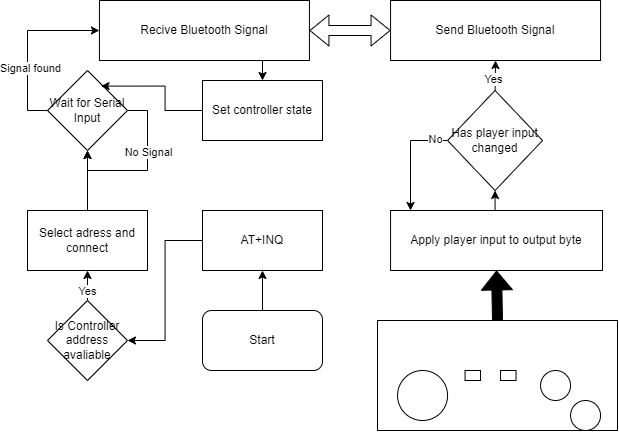 Recive Bluetooth Signal
Send Bluetooth Signal
Signal found
Yes
Wait for Serial
Input
Set controller state
No
Has player input
changed
No Signal
Select adress and
connect
AT+INQ
Apply player input to output byte
Yes
Is Controller
address
avaliable
Start